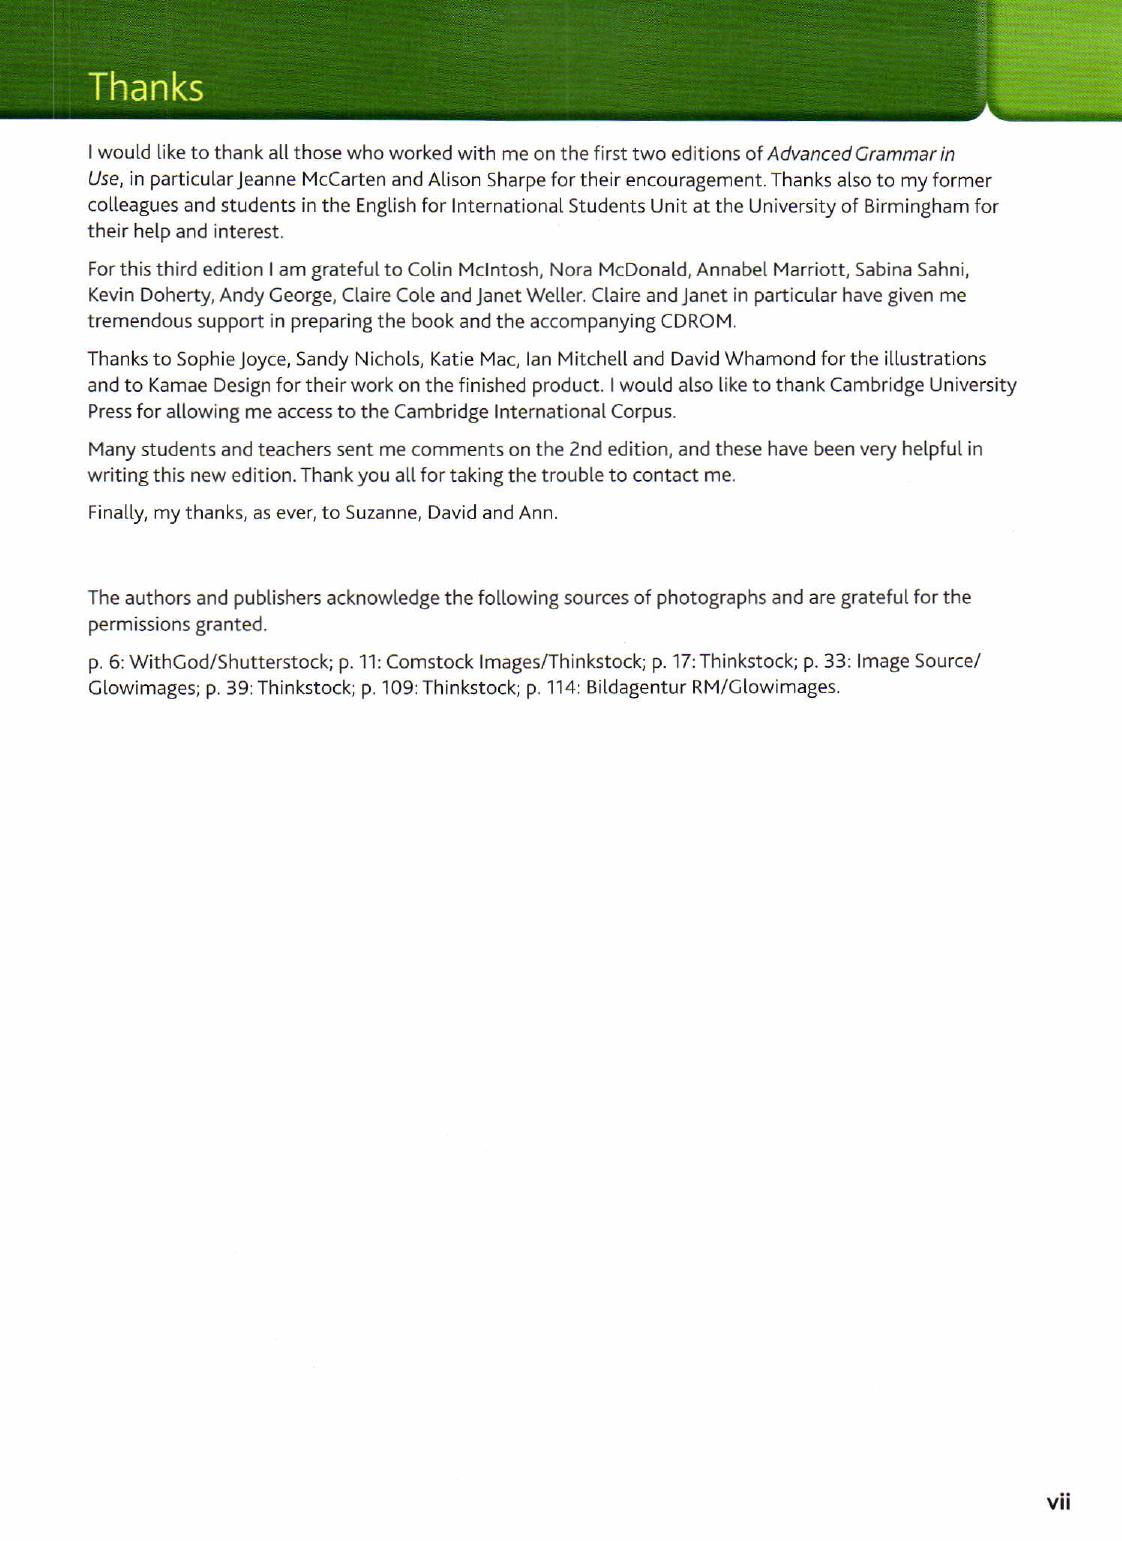 Thanks
I would like to thank all those who worked with me on the first two editions of Advanced Grammar in
Use, in particular Jeanne McCarten and Alison Sharpe for their encouragement. Thanks also to my former
colleagues and students in the English for International Students Unit at the University of Birmingham for
their help and interest.
For this third edition I am grateful to Colin McIntosh, Nora McDonald, Annabel Marriott, Sabina Sahni,
Kevin Doherty, Andy George, Claire Cole and Janet Weller. Claire and Janet in particular have given me
tremendous support in preparing the book and the accompanying CDROM.
Thanks to Sophie Joyce, Sandy Nichols, Katie Mac, Ian Mitchell and David Whamond for the illustrations
and to Kamae Design for their work on the finished product. I would also like to thank Cambridge University
Press for allowing me access to the Cambridge International Corpus.
Many students and teachers sent me comments on the 2nd edition, and these have been very helpful in
writing this new edition. Thank you all for taking the trouble to contact me.
Finally, my thanks, as ever, to Suzanne, David and Ann.
The authors and publishers acknowledge the following sources of photographs and are grateful for the
permissions granted.
p. 6: WithGod/Shutterstock; p. 11: Comstock Images/Thinkstock; p. 17: Thinkstock; p. 33: Image Source/
Glowimages; p. 39: Thinkstock; p. 109: Thinkstock; p. 114: Bildagentur RM/Glowimages.
vii